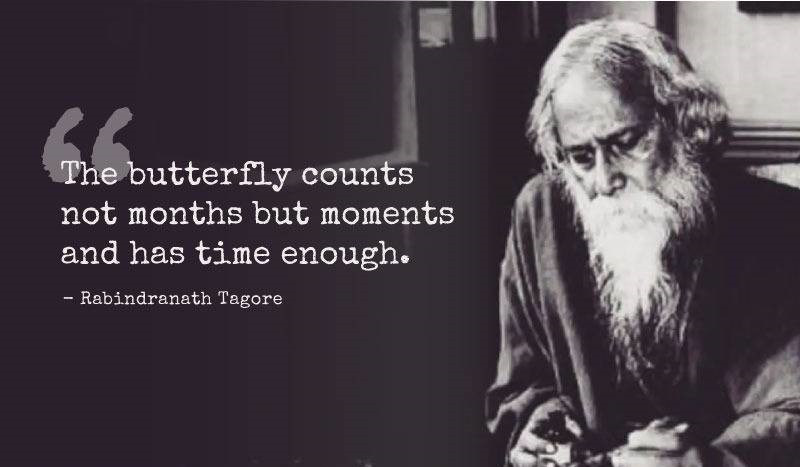 “
The butterfly counts
not months but moments
and has time enough.
– Rabindranath Tagore